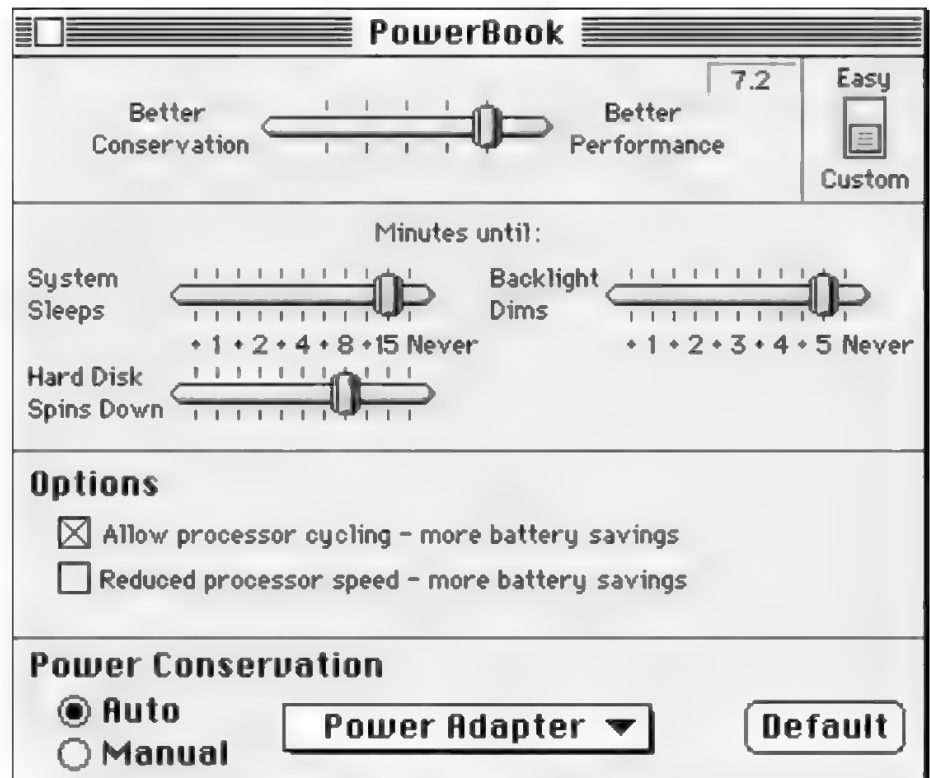 PowerBook
7.2
Better
Conservation
Better
Performance
Easy
Custom
Minutes until:
System
Sleeps
+ 1 + 2 + 4 + 8 +15 Never
Backlight
Dims
+ 1 + 2 + 3 + 4 + 5 Never
Hard Disk
Spins Down
Options
Allow processor cycling – more battery savings
Reduced processor speed – more battery savings
Power Conservation
Auto
Manual
Power Adapter
Default